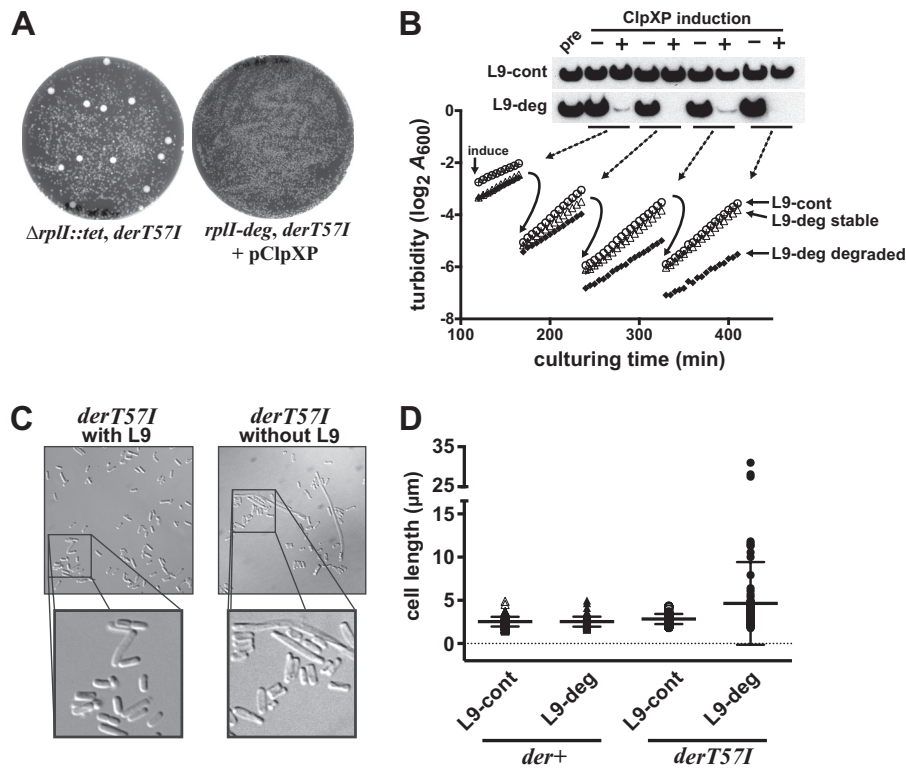 A
ΔrplI::tet, derT57I
rplI-deg, derT57I
+ pClpXP
B
ClpXP induction
pre − + − + − + − +
L9-cont
L9-deg
turbidity (log2 A600)
0
-2
-4
-6
-8
induce
L9-cont
L9-deg stable
L9-deg degraded
100 200 300 400
culturing time (min)
C
derT57I
with L9
derT57I
without L9
D
cell length (µm)
35
25
15
10
5
0
L9-cont L9-deg L9-cont L9-deg
der+ derT57I